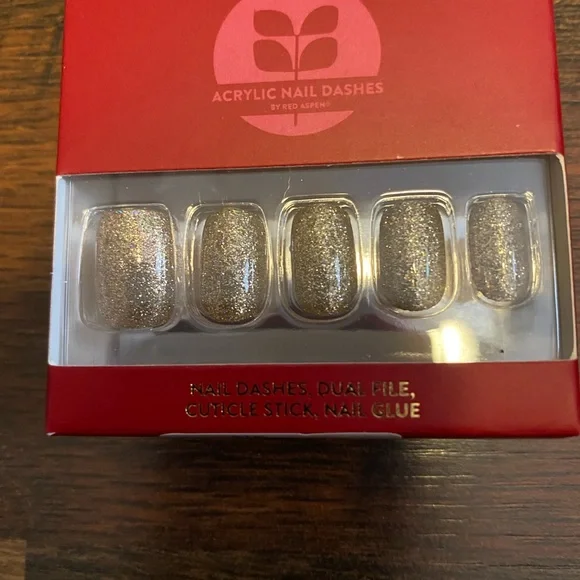 ACRYLIC NAIL DASHES
BY RED ASPEN®
NAIL DASHES, DUAL FILE,
CUTICLE STICK, NAIL GLUE